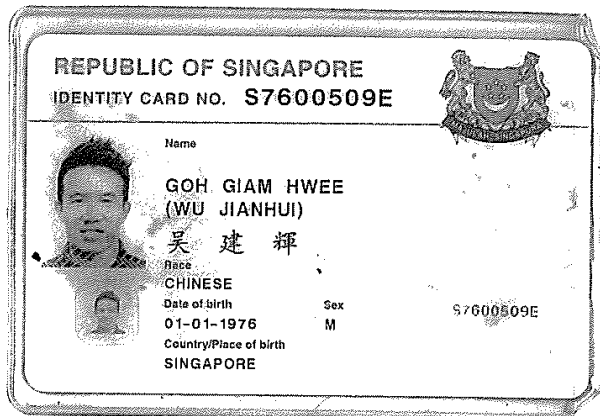 REPUBLIC OF SINGAPORE
IDENTITY CARD NO. S7600509E
Name
GOH GIAM HWEE
(WU JIANHUI)
吴 建 輝
Race
CHINESE
Date of birth Sex
01-01-1976 M
S7600509E
Country/Place of birth
SINGAPORE